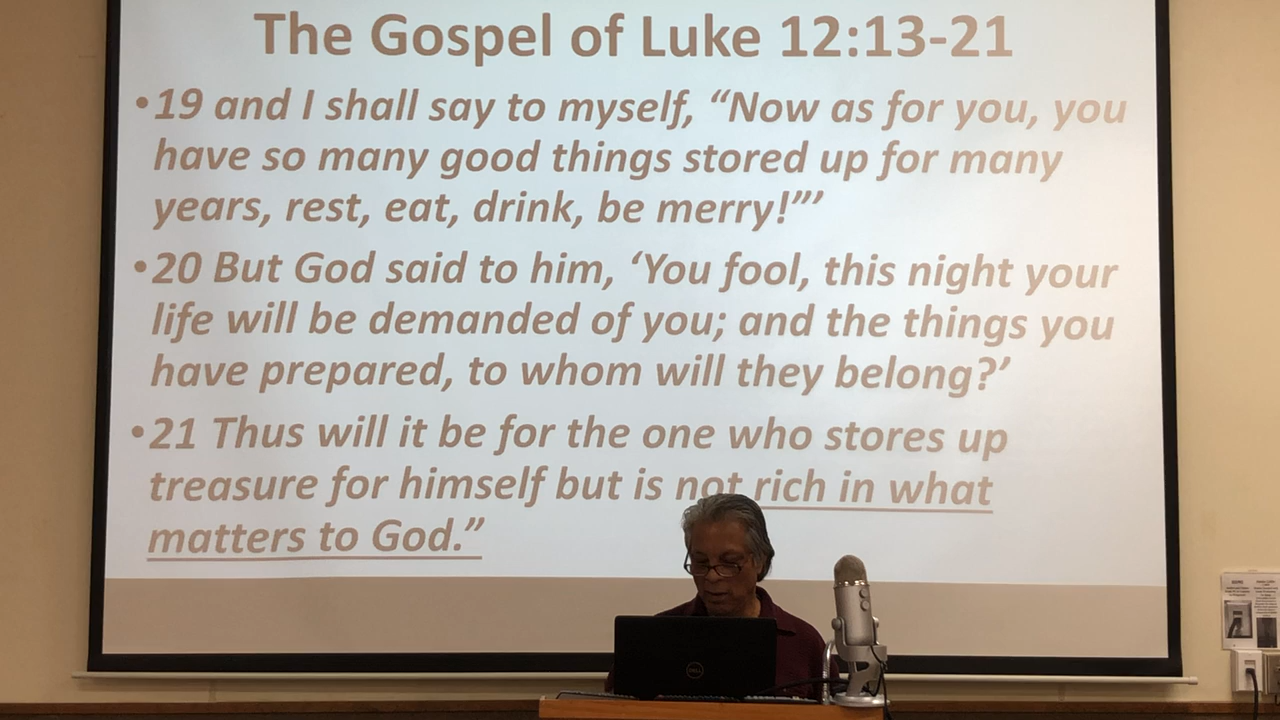 The Gospel of Luke 12:13-21
•19 and I shall say to myself, “Now as for you, you
have so many good things stored up for many
years, rest, eat, drink, be merry!”’
•20 But God said to him, ‘You fool, this night your
life will be demanded of you; and the things you
have prepared, to whom will they belong?’
•21 Thus will it be for the one who stores up
treasure for himself but is not rich in what
matters to God.”
DELL